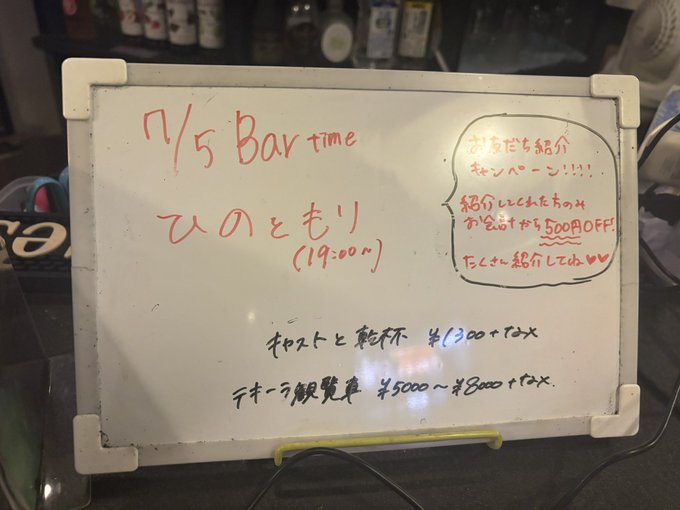 7/5 Bar time
ひのともり
(19:00〜)
お友だち紹介
キャンペーン!!!!
紹介してくれた方のみ
お会計から500円OFF!
たくさん紹介してね♥♥
キャストと乾杯 ¥1300+tax
テキーラ観覧車 ¥5000〜¥8000+tax.